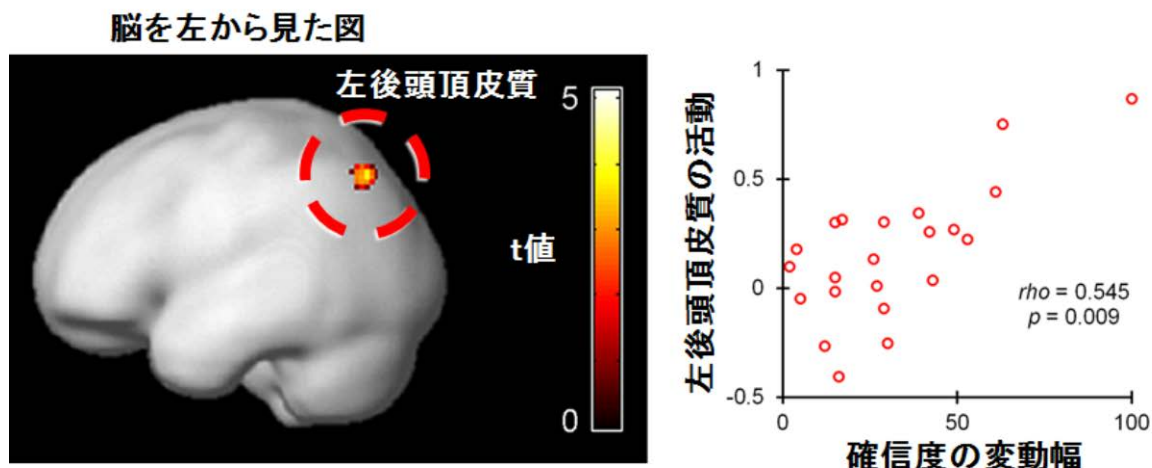 脳を左から見た図
左後頭頂皮質
5
t値
0
左後頭頂皮質の活動
1
0.5
0
-0.5
rho = 0.545
p = 0.009
0
50
100
確信度の変動幅